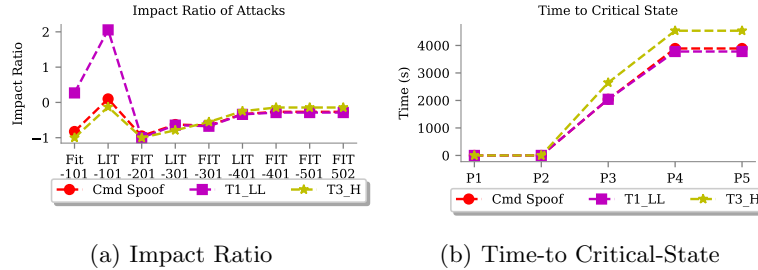 Impact Ratio of Attacks
Impact Ratio
2
1
0
−1
Fit LIT FIT LIT FIT LIT FIT FIT FIT
-101 -101 -201 -301 -301 -401 -401 -501 502
Cmd Spoof T1_LL T3_H
(a) Impact Ratio
Time to Critical State
Time (s)
4000
3000
2000
1000
0
P1 P2 P3 P4 P5
Cmd Spoof T1_LL T3_H
(b) Time-to Critical-State